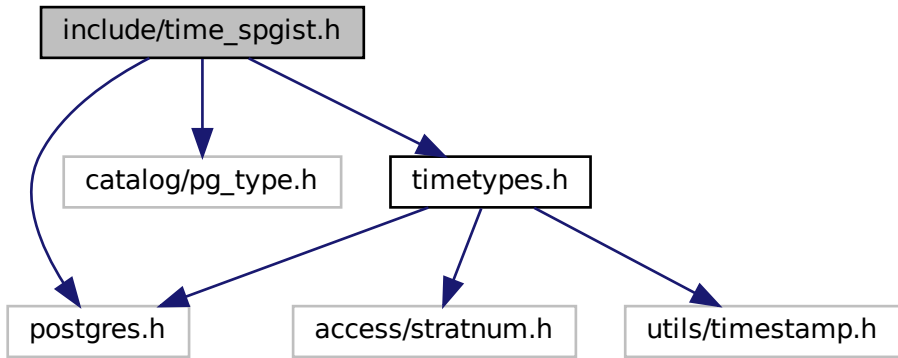 include/time_spgist.h
catalog/pg_type.h
timetypes.h
postgres.h
access/stratnum.h
utils/timestamp.h